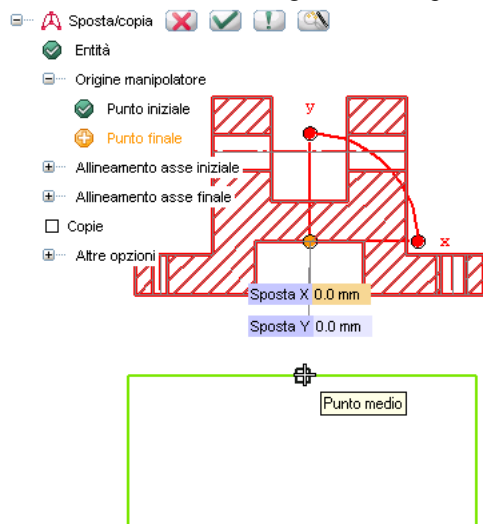 Sposta/copia
Entità
Origine manipolatore
Punto iniziale
y
Punto finale
Allineamento asse iniziale
Allineamento asse finale
Copie
x
Altre opzioni
Sposta X 0.0 mm
Sposta Y 0.0 mm
Punto medio